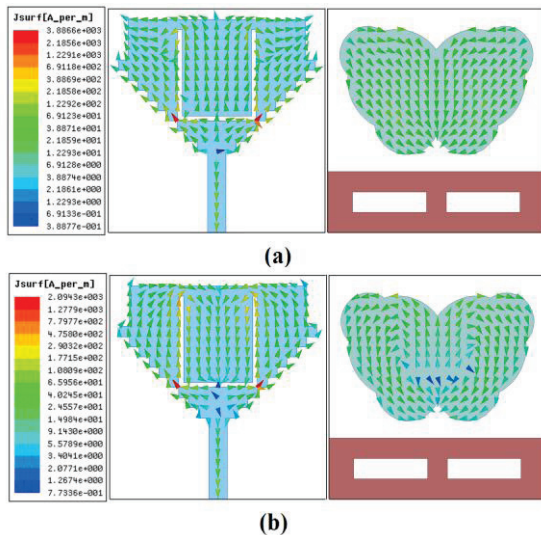 Jsurf[A_per_m]
3.8866e+003
2.1856e+003
1.2291e+003
6.9118e+002
3.8869e+002
2.1858e+002
1.2292e+002
6.9123e+001
3.8871e+001
2.1859e+001
1.2293e+001
6.9128e+000
3.8874e+000
2.1861e+000
1.2293e+000
6.9133e-001
3.8877e-001
(a)
Jsurf[A_per_m]
2.0943e+003
1.2779e+003
7.7977e+002
4.7580e+002
2.9032e+002
1.7715e+002
1.0809e+002
6.5956e+001
4.0245e+001
2.4557e+001
1.4984e+001
9.1430e+000
5.5789e+000
3.4041e+000
2.0771e+000
1.2674e+000
7.7336e-001
(b)